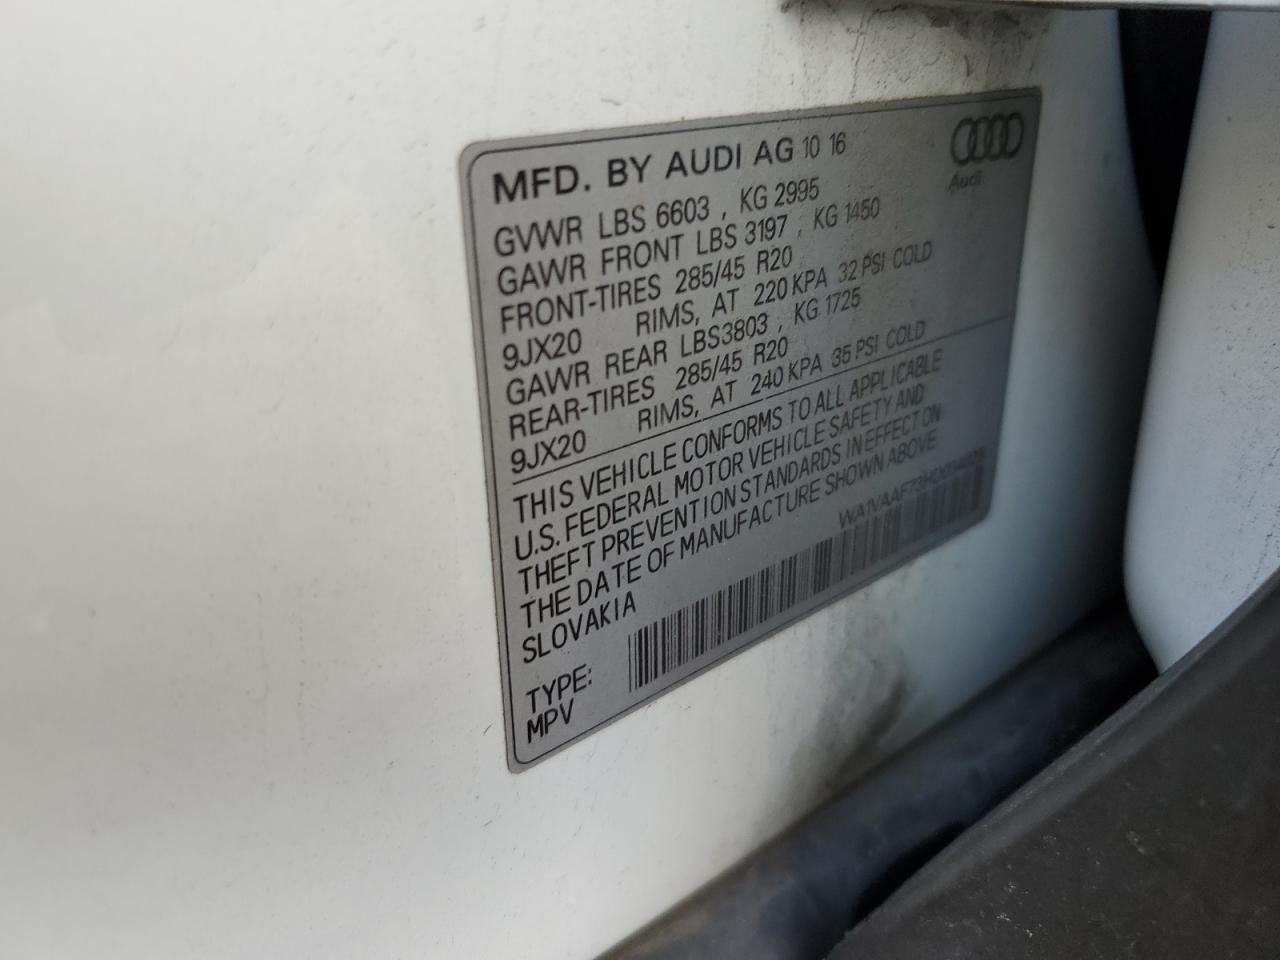 MFD. BY AUDI AG 10 16
Audi
GVWR LBS 6603 , KG 2995
GAWR FRONT LBS 3197 , KG 1450
FRONT-TIRES 285/45 R20
9JX20 RIMS, AT 220 KPA 32 PSI COLD
GAWR REAR LBS3803 , KG 1725
REAR-TIRES 285/45 R20
9JX20 RIMS, AT 240 KPA 35 PSI COLD
THIS VEHICLE CONFORMS TO ALL APPLICABLE
U.S. FEDERAL MOTOR VEHICLE SAFETY AND
THEFT PREVENTION STANDARDS IN EFFECT ON
THE DATE OF MANUFACTURE SHOWN ABOVE
SLOVAKIA
TYPE:
MPV